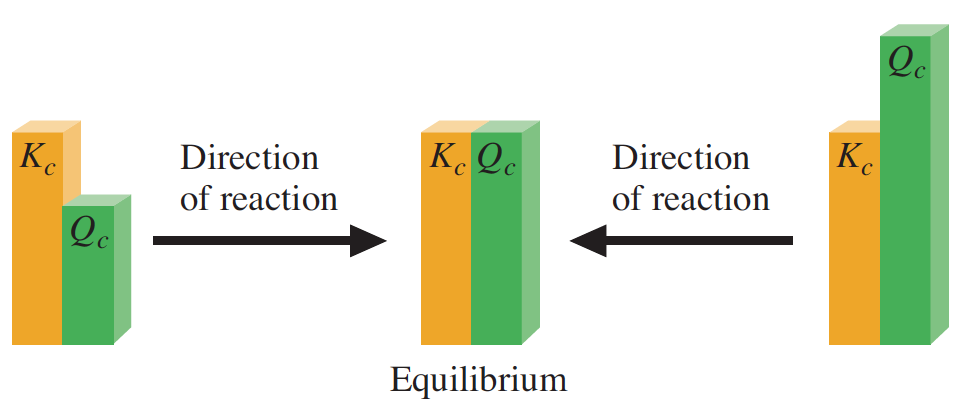 Kc
Qc
Direction
of reaction
Kc Qc
Direction
of reaction
Kc
Qc
Equilibrium